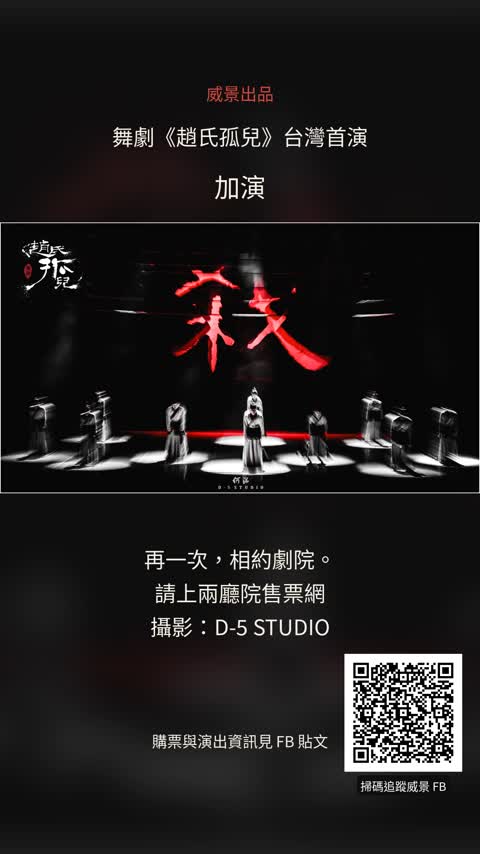 威景出品
舞劇《趙氏孤兒》台灣首演
加演
趙氏
孤兒
殺
D-5 STUDIO
再一次，相約劇院。
請上兩廳院售票網
攝影：D-5 STUDIO
購票與演出資訊見 FB 貼文
掃碼追蹤威景 FB